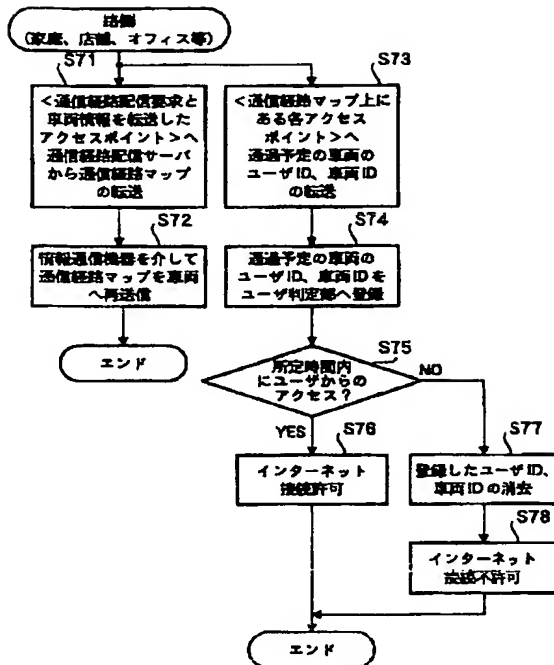 路側
(家庭、店舗、オフィス等)
S71
<通信経路配信要求と
車両情報を転送した
アクセスポイント>へ
通信経路配信サーバ
から通信経路マップ
の転送
S72
情報通信機器を介して
通信経路マップを車両
へ再送信
エンド
S73
<通信経路マップ上に
ある各アクセス
ポイント>へ
通過予定の車両の
ユーザID、車両ID
の転送
S74
通過予定の車両の
ユーザID、車両IDを
ユーザ判定部へ登録
S75
所定時間内
にユーザからの
アクセス?
YES
NO
S76
インターネット
接続許可
S77
登録したユーザID、
車両IDの消去
S78
インターネット
接続不許可
エンド